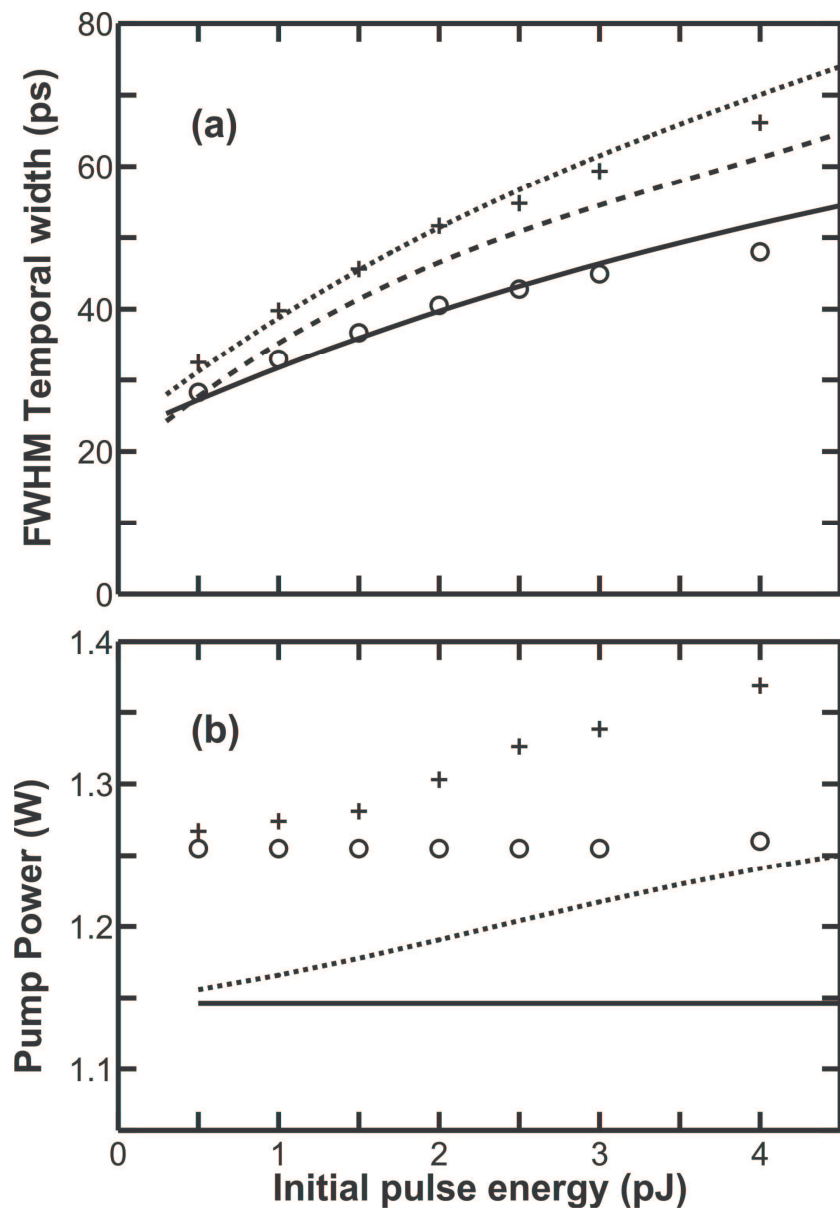 80
(a)
60
40
20
0
FWHM Temporal width (ps)
1.4
(b)
1.3
1.2
1.1
Pump Power (W)
0 1 2 3 4
Initial pulse energy (pJ)